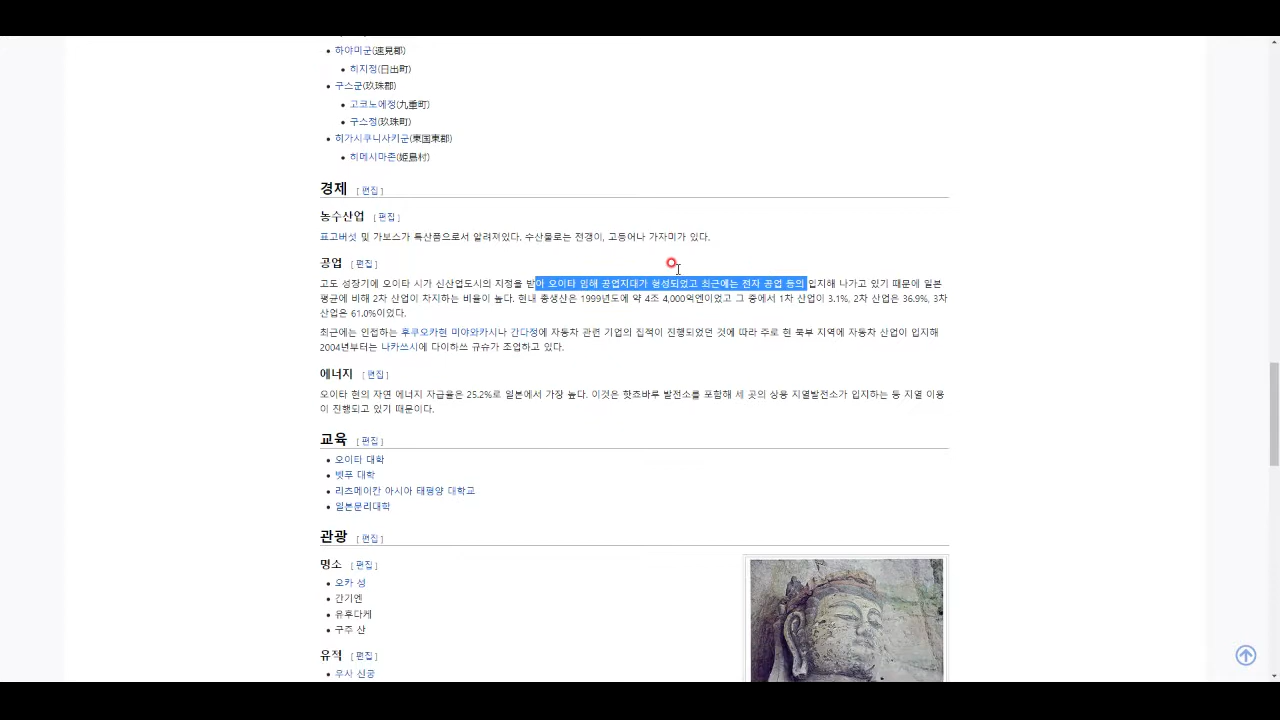 하야미군(速見郡)
히지정(日出町)
구스군(玖珠郡)
고코노에정(九重町)
구스정(玖珠町)
히가시쿠니사키군(東国東郡)
히메시마촌(姫島村)
경제 [편집]
농수산업 [편집]
표고버섯 및 가보스가 특산품으로서 알려져있다. 수산물로는 전갱이, 고등어나 가자미가 있다.
공업 [편집]
고도 성장기에 오이타 시가 신산업도시의 지정을 받아 오이타 임해 공업지대가 형성되었고 최근에는 전자 공업 등의 입지해 나가고 있기 때문에 일본
평균에 비해 2차 산업이 차지하는 비율이 높다. 현내 총생산은 1999년도에 약 4조 4,000억엔이었고 그 중에서 1차 산업이 3.1%, 2차 산업은 36.9%, 3차
산업은 61.0%이었다.
최근에는 인접하는 후쿠오카현 미야와카시나 간다정에 자동차 관련 기업의 집적이 진행되었던 것에 따라 주로 현 북부 지역에 자동차 산업이 입지해
2004년부터는 나카쓰시에 다이하쓰 규슈가 조업하고 있다.
에너지 [편집]
오이타 현의 자연 에너지 자급율은 25.2%로 일본에서 가장 높다. 이것은 핫초바루 발전소를 포함해 세 곳의 상용 지열발전소가 입지하는 등 지열 이용
이 진행되고 있기 때문이다.
교육 [편집]
오이타 대학
벳푸 대학
리츠메이칸 아시아 태평양 대학교
일본문리대학
관광 [편집]
명소 [편집]
오카 성
간기엔
유후다케
구주 산
유적 [편집]
우사 신궁